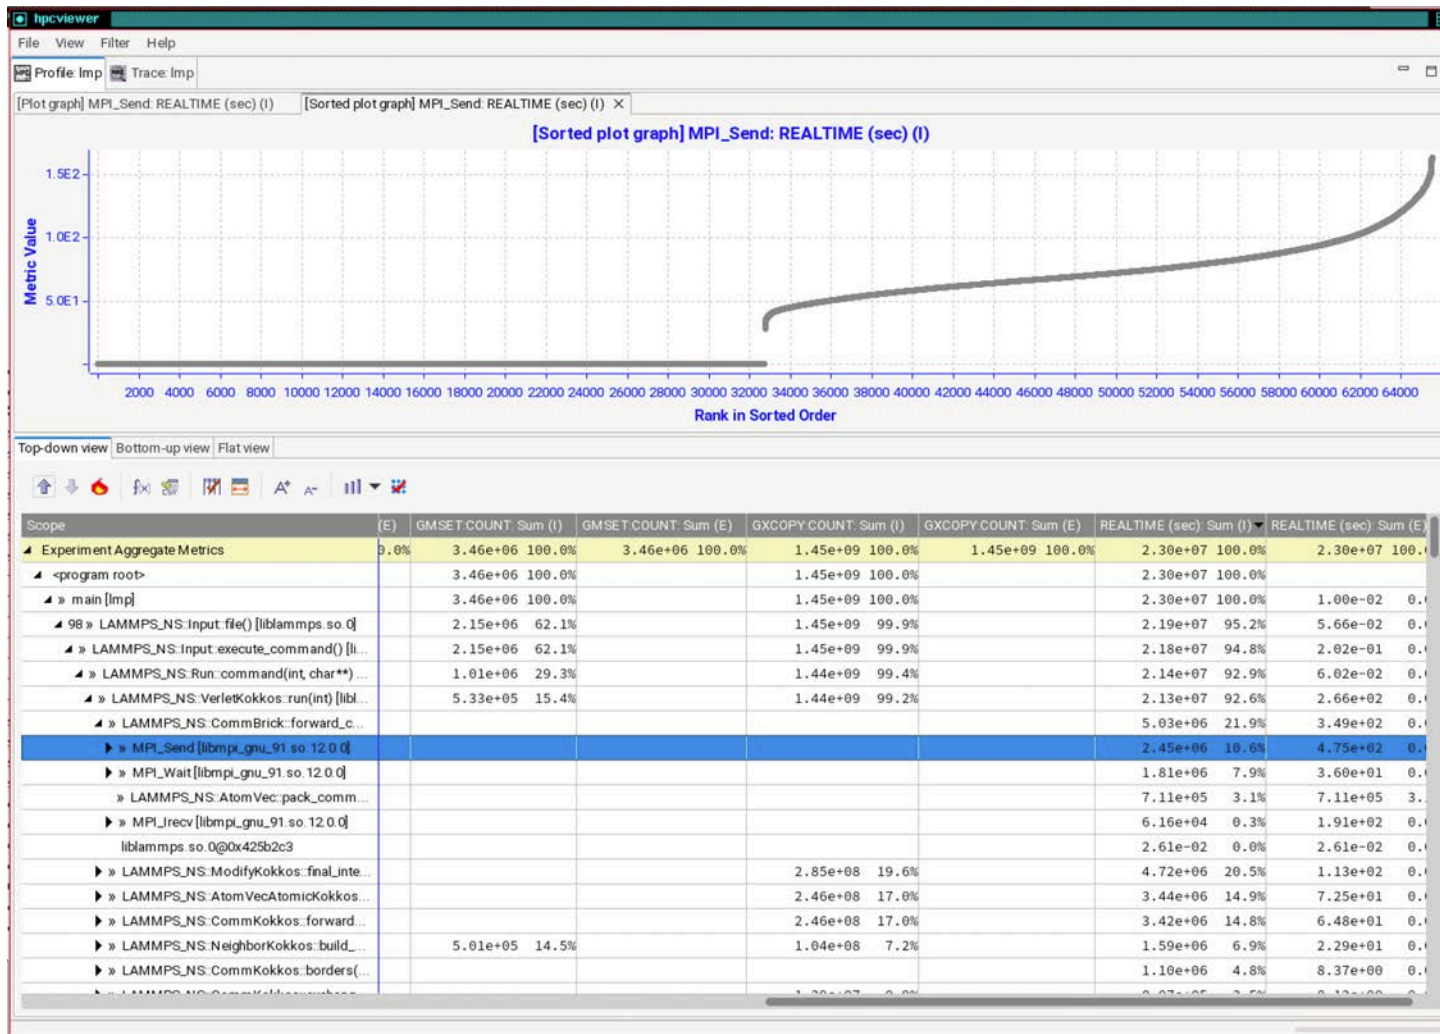 hpcviewer
File View Filter Help
Profile: lmp Trace: lmp
[Plot graph] MPI_Send: REALTIME (sec) (I) [Sorted plot graph] MPI_Send: REALTIME (sec) (I)
[Sorted plot graph] MPI_Send: REALTIME (sec) (I)
Metric Value
1.5E2
1.0E2
5.0E1
2000 4000 6000 8000 10000 12000 14000 16000 18000 20000 22000 24000 26000 28000 30000 32000 34000 36000 38000 40000 42000 44000 46000 48000 50000 52000 54000 56000 58000 60000 62000 64000
Rank in Sorted Order
Top-down view Bottom-up view Flat view
Scope (E) GMSET:COUNT: Sum (I) GMSET:COUNT: Sum (E) GXCOPY:COUNT: Sum (I) GXCOPY:COUNT: Sum (E) REALTIME (sec): Sum (I) REALTIME (sec): Sum (E)
Experiment Aggregate Metrics 0.0% 3.46e+06 100.0% 3.46e+06 100.0% 1.45e+09 100.0% 1.45e+09 100.0% 2.30e+07 100.0% 2.30e+07 100.
<program root> 3.46e+06 100.0% 1.45e+09 100.0% 2.30e+07 100.0%
» main [lmp] 3.46e+06 100.0% 1.45e+09 100.0% 2.30e+07 100.0% 1.00e-02 0.
98 » LAMMPS_NS::Input::file() [liblammps.so.0] 2.15e+06 62.1% 1.45e+09 99.9% 2.19e+07 95.2% 5.66e-02 0.
» LAMMPS_NS::Input::execute_command() [li... 2.15e+06 62.1% 1.45e+09 99.9% 2.18e+07 94.8% 2.02e-01 0.
» LAMMPS_NS::Run::command(int, char**) ... 1.01e+06 29.3% 1.44e+09 99.4% 2.14e+07 92.9% 6.02e-02 0.
» LAMMPS_NS::VerletKokkos::run(int) [libl... 5.33e+05 15.4% 1.44e+09 99.2% 2.13e+07 92.6% 2.66e+02 0.
» LAMMPS_NS::CommBrick::forward_c... 5.03e+06 21.9% 3.49e+02 0.
» MPI_Send [libmpi_gnu_91.so.12.0.0] 2.45e+06 10.6% 4.75e+02 0.
» MPI_Wait [libmpi_gnu_91.so.12.0.0] 1.81e+06 7.9% 3.60e+01 0.
» LAMMPS_NS::AtomVec::pack_comm... 7.11e+05 3.1% 7.11e+05 3.
» MPI_Irecv [libmpi_gnu_91.so.12.0.0] 6.16e+04 0.3% 1.91e+02 0.
liblammps.so.0@0x425b2c3 2.61e-02 0.0% 2.61e-02 0.
» LAMMPS_NS::ModifyKokkos::final_inte... 2.85e+08 19.6% 4.72e+06 20.5% 1.13e+02 0.
» LAMMPS_NS::AtomVecAtomicKokkos... 2.46e+08 17.0% 3.44e+06 14.9% 7.25e+01 0.
» LAMMPS_NS::CommKokkos::forward... 2.46e+08 17.0% 3.42e+06 14.8% 6.48e+01 0.
» LAMMPS_NS::NeighborKokkos::build_... 5.01e+05 14.5% 1.04e+08 7.2% 1.59e+06 6.9% 2.29e+01 0.
» LAMMPS_NS::CommKokkos::borders(... 1.10e+06 4.8% 8.37e+00 0.